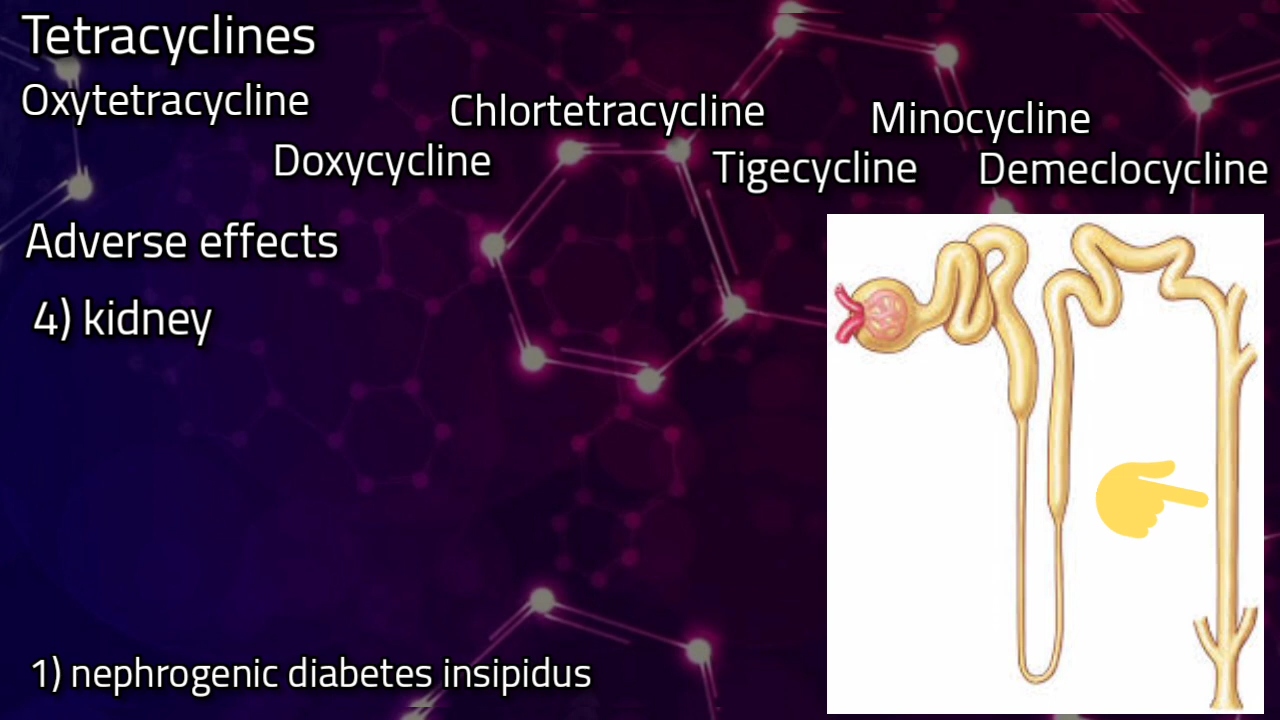 Tetracyclines
Oxytetracycline
Chlortetracycline
Minocycline
Doxycycline
Tigecycline
Demeclocycline
Adverse effects
4) kidney
1) nephrogenic diabetes insipidus